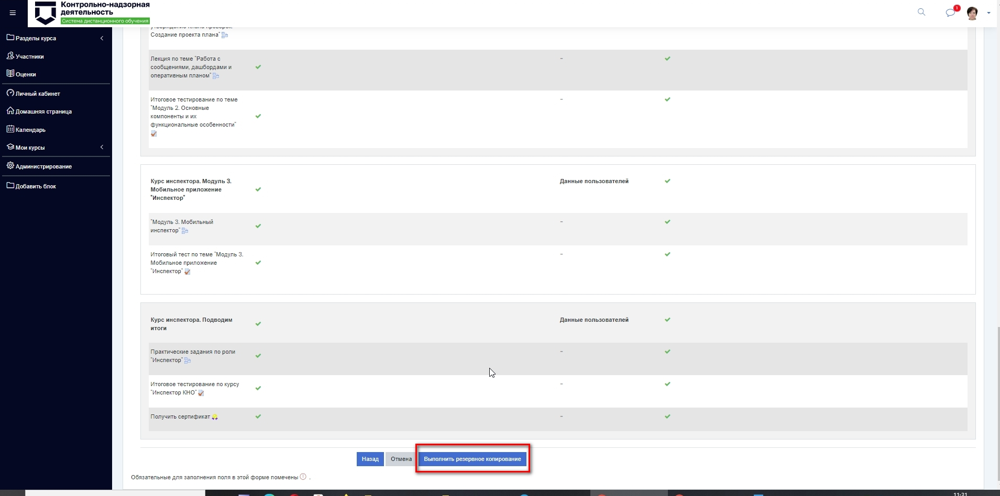 Контрольно-надзорная
деятельность
Система дистанционного обучения
1
Разделы курса
Участники
Оценки
Личный кабинет
Домашняя страница
Календарь
Мои курсы
Администрирование
Добавить блок
утверждение плана проверок.
Создание проекта плана"
Лекция по теме "Работа с
сообщениями, дашбордами и
оперативным планом"
-
Итоговое тестирование по теме
"Модуль 2. Основные
компоненты и их
функциональные особенности"
-
Курс инспектора. Модуль 3.
Мобильное приложение
"Инспектор"
Данные пользователей
"Модуль 3. Мобильный
инспектор"
-
Итоговый тест по теме "Модуль 3.
Мобильное приложение
"Инспектор"
-
Курс инспектора. Подводим
итоги
Данные пользователей
Практические задания по роли
"Инспектор"
-
Итоговое тестирование по курсу
"Инспектор КНО"
-
Получить сертификат
-
Назад
Отмена
Выполнить резервное копирование
Обязательные для заполнения поля в этой форме помечены .
11:31